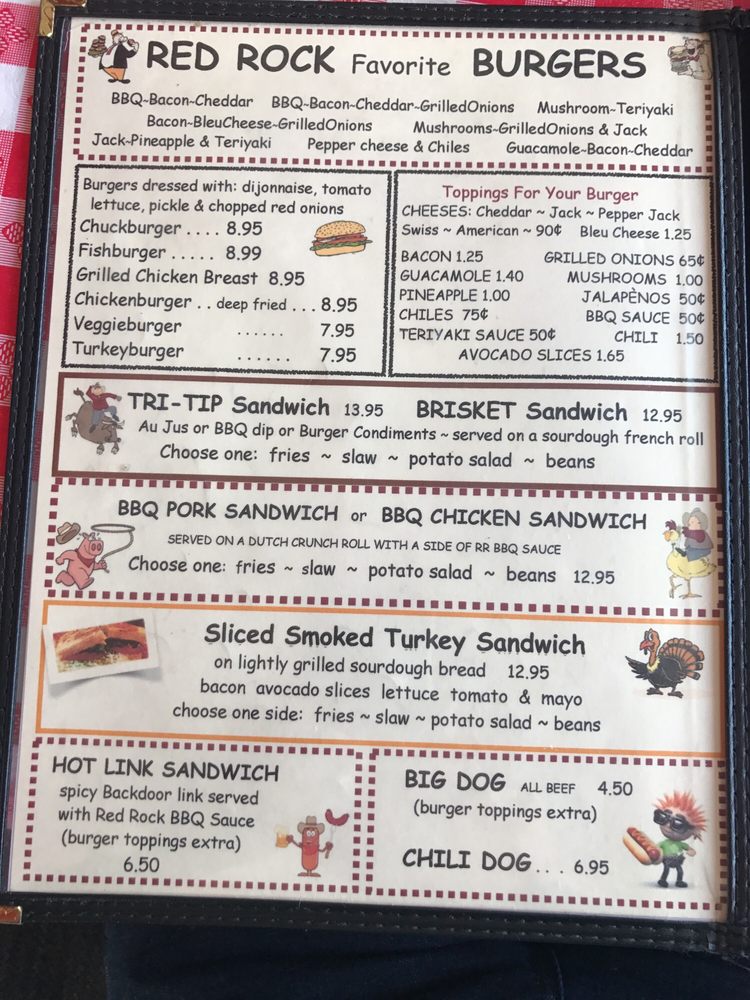 RED ROCK Favorite BURGERS
BBQ~Bacon~Cheddar BBQ~Bacon~Cheddar~GrilledOnions Mushroom~Teriyaki
Bacon~BleuCheese~GrilledOnions Mushrooms~GrilledOnions & Jack
Jack~Pineapple & Teriyaki Pepper cheese & Chiles Guacamole~Bacon~Cheddar
Burgers dressed with: dijonnaise, tomato
lettuce, pickle & chopped red onions
Chuckburger . . . . 8.95
Fishburger . . . . . 8.99
Grilled Chicken Breast 8.95
Chickenburger . . deep fried . . . 8.95
Veggieburger . . . . . . 7.95
Turkeyburger . . . . . . 7.95
Toppings For Your Burger
CHEESES: Cheddar ~ Jack ~ Pepper Jack
Swiss ~ American ~ 90¢ Bleu Cheese 1.25
BACON 1.25 GRILLED ONIONS 65¢
GUACAMOLE 1.40 MUSHROOMS 1.00
PINEAPPLE 1.00 JALAPÈNOS 50¢
CHILES 75¢ BBQ SAUCE 50¢
TERIYAKI SAUCE 50¢ CHILI 1.50
AVOCADO SLICES 1.65
TRI-TIP Sandwich 13.95 BRISKET Sandwich 12.95
Au Jus or BBQ dip or Burger Condiments ~ served on a sourdough french roll
Choose one: fries ~ slaw ~ potato salad ~ beans
BBQ PORK SANDWICH or BBQ CHICKEN SANDWICH
SERVED ON A DUTCH CRUNCH ROLL WITH A SIDE OF RR BBQ SAUCE
Choose one: fries ~ slaw ~ potato salad ~ beans 12.95
Sliced Smoked Turkey Sandwich
on lightly grilled sourdough bread 12.95
bacon avocado slices lettuce tomato & mayo
choose one side: fries ~ slaw ~ potato salad ~ beans
HOT LINK SANDWICH
spicy Backdoor link served
with Red Rock BBQ Sauce
(burger toppings extra)
6.50
BIG DOG ALL BEEF 4.50
(burger toppings extra)
CHILI DOG . . . 6.95